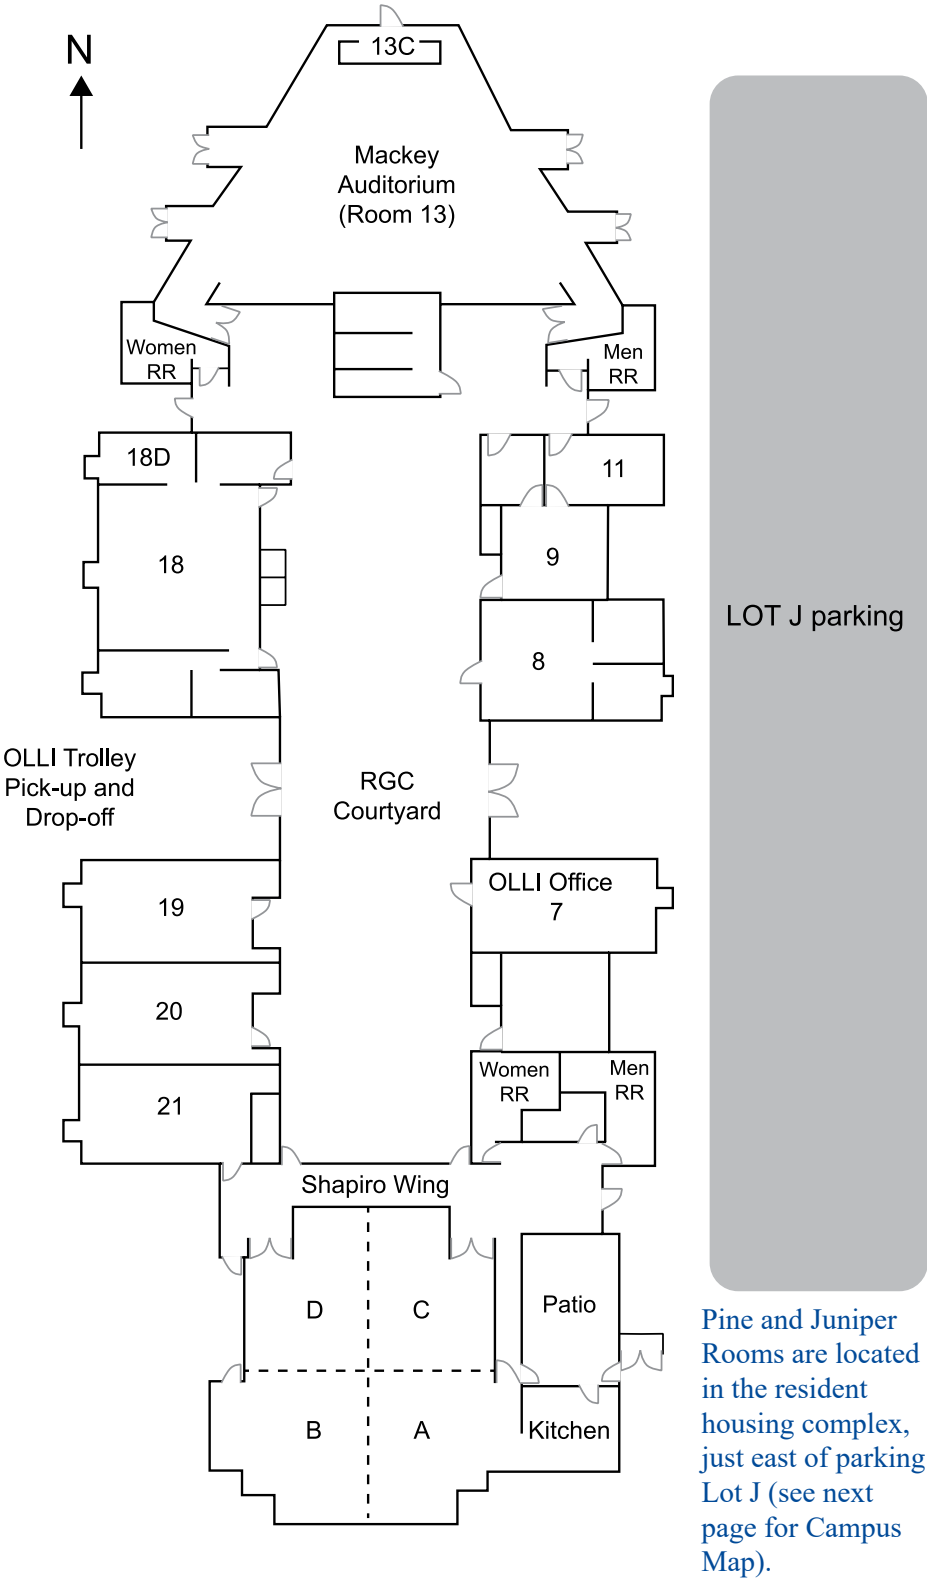 N
13C
Mackey
Auditorium
(Room 13)
Women
RR
Men
RR
18D
11
18
9
8
LOT J parking
OLLI Trolley
Pick-up and
Drop-off
RGC
Courtyard
OLLI Office
7
19
20
21
Women
RR
Men
RR
Shapiro Wing
D
C
Patio
B
A
Kitchen
Pine and Juniper
Rooms are located
in the resident
housing complex,
just east of parking
Lot J (see next
page for Campus
Map).